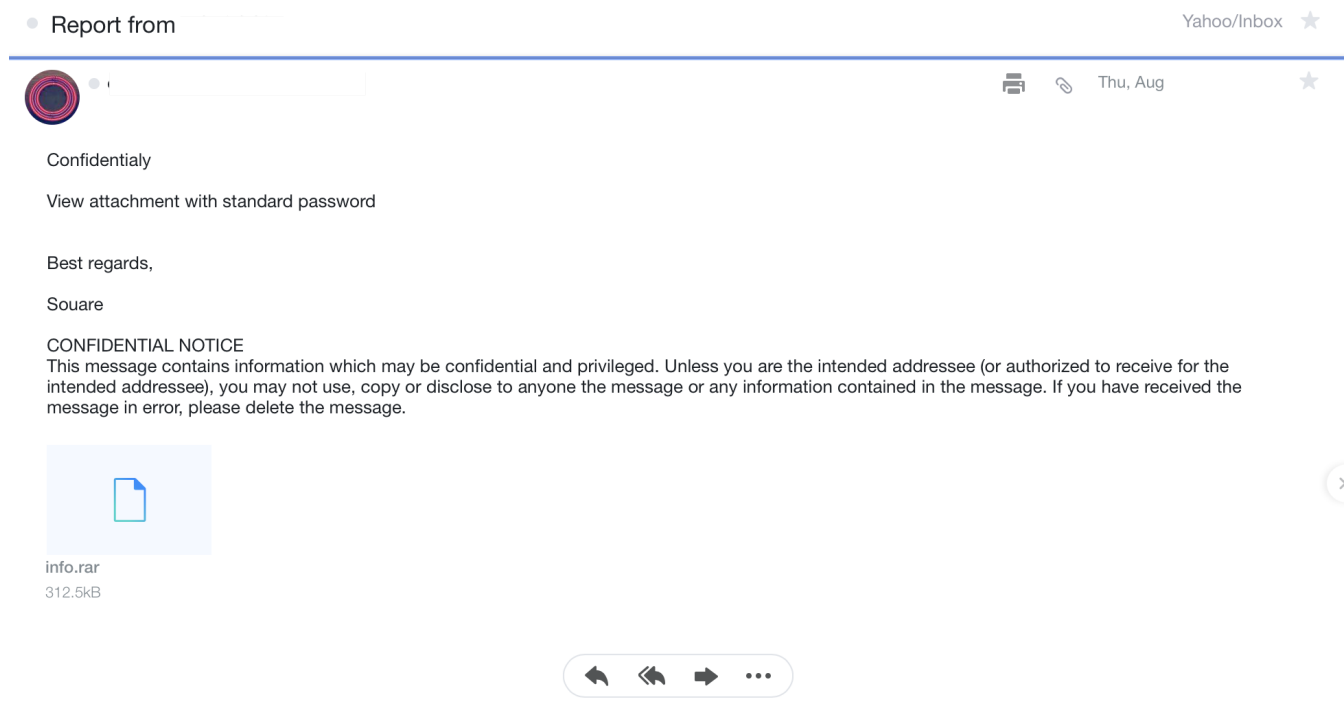 Report from
Yahoo/Inbox
Thu, Aug
Confidentialy
View attachment with standard password
Best regards,
Souare
CONFIDENTIAL NOTICE
This message contains information which may be confidential and privileged. Unless you are the intended addressee (or authorized to receive for the
intended addressee), you may not use, copy or disclose to anyone the message or any information contained in the message. If you have received the
message in error, please delete the message.
info.rar
312.5kB